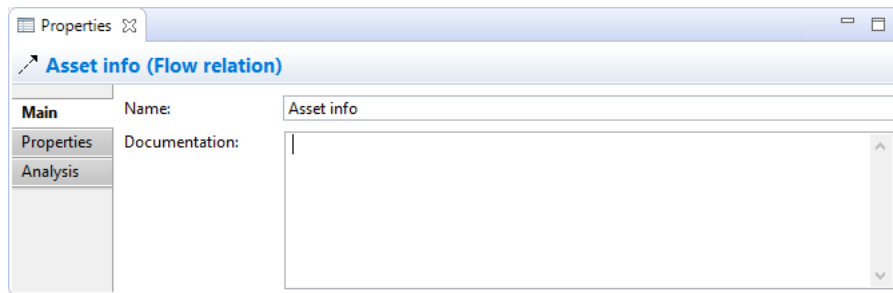 Properties
Asset info (Flow relation)
Main
Name: Asset info
Properties
Documentation:
Analysis